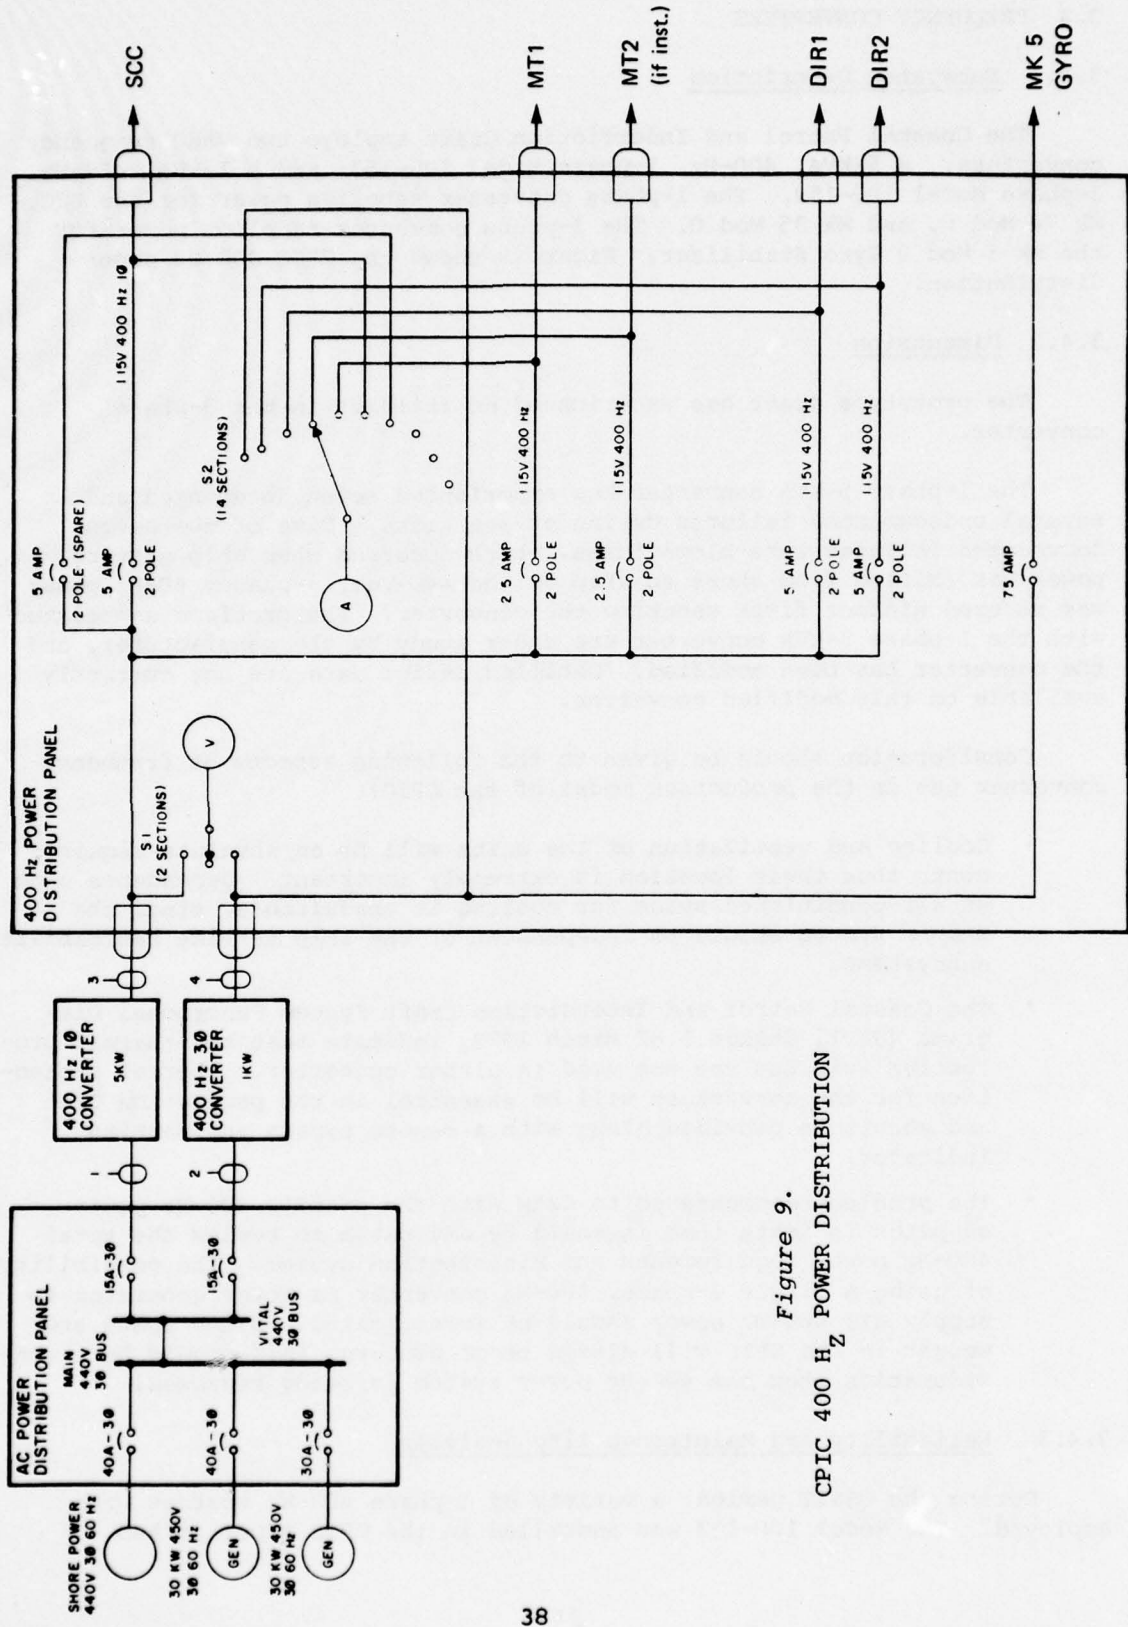 AC POWER
DISTRIBUTION PANEL
SHORE POWER
440V 3Ø 60 Hz
30 KW 450V
3Ø 60 Hz
GEN
30 KW 450V
3Ø 60 Hz
GEN
40A-3Ø
40A-3Ø
30A-3Ø
MAIN
440V
3Ø BUS
VITAL
440V
3Ø BUS
15A-3Ø
15A-3Ø
1
2
400 Hz 1Ø
CONVERTER
5KW
400 Hz 3Ø
CONVERTER
1KW
3
4
400 Hz POWER
DISTRIBUTION PANEL
S1
(2 SECTIONS)
V
5 AMP
2 POLE (SPARE)
5 AMP
2 POLE
115V 400 Hz 1Ø
SCC
S2
(14 SECTIONS)
A
2.5 AMP
2 POLE
115V 400 Hz
MT1
2.5 AMP
2 POLE
115V 400 Hz
MT2
(if inst.)
5 AMP
2 POLE
115V 400 Hz
DIR1
5 AMP
2 POLE
115V 400 Hz
DIR2
MK 5
GYRO
Figure 9.
CPIC 400 HZ POWER DISTRIBUTION
38